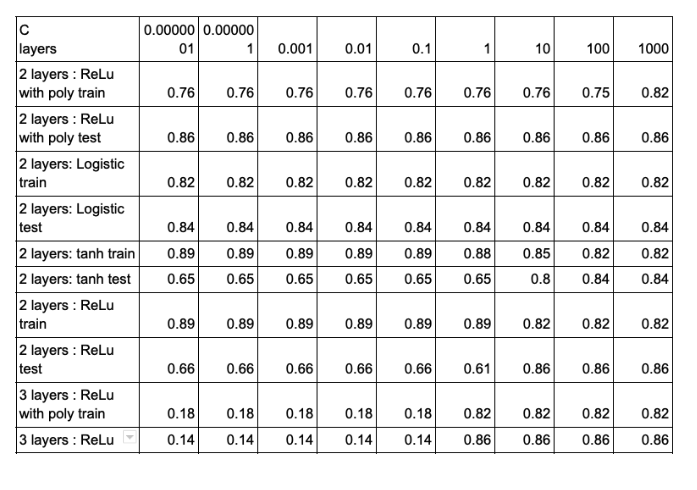 C 0.00000 0.00000
layers 01 1 0.001 0.01 0.1 1 10 100 1000
2 layers : ReLu
with poly train 0.76 0.76 0.76 0.76 0.76 0.76 0.76 0.75 0.82
2 layers : ReLu
with poly test 0.86 0.86 0.86 0.86 0.86 0.86 0.86 0.86 0.86
2 layers: Logistic
train 0.82 0.82 0.82 0.82 0.82 0.82 0.82 0.82 0.82
2 layers: Logistic
test 0.84 0.84 0.84 0.84 0.84 0.84 0.84 0.84 0.84
2 layers: tanh train 0.89 0.89 0.89 0.89 0.89 0.88 0.85 0.82 0.82
2 layers: tanh test 0.65 0.65 0.65 0.65 0.65 0.65 0.8 0.84 0.84
2 layers : ReLu
train 0.89 0.89 0.89 0.89 0.89 0.89 0.82 0.82 0.82
2 layers : ReLu
test 0.66 0.66 0.66 0.66 0.66 0.61 0.86 0.86 0.86
3 layers : ReLu
with poly train 0.18 0.18 0.18 0.18 0.18 0.82 0.82 0.82 0.82
3 layers : ReLu 0.14 0.14 0.14 0.14 0.14 0.86 0.86 0.86 0.86